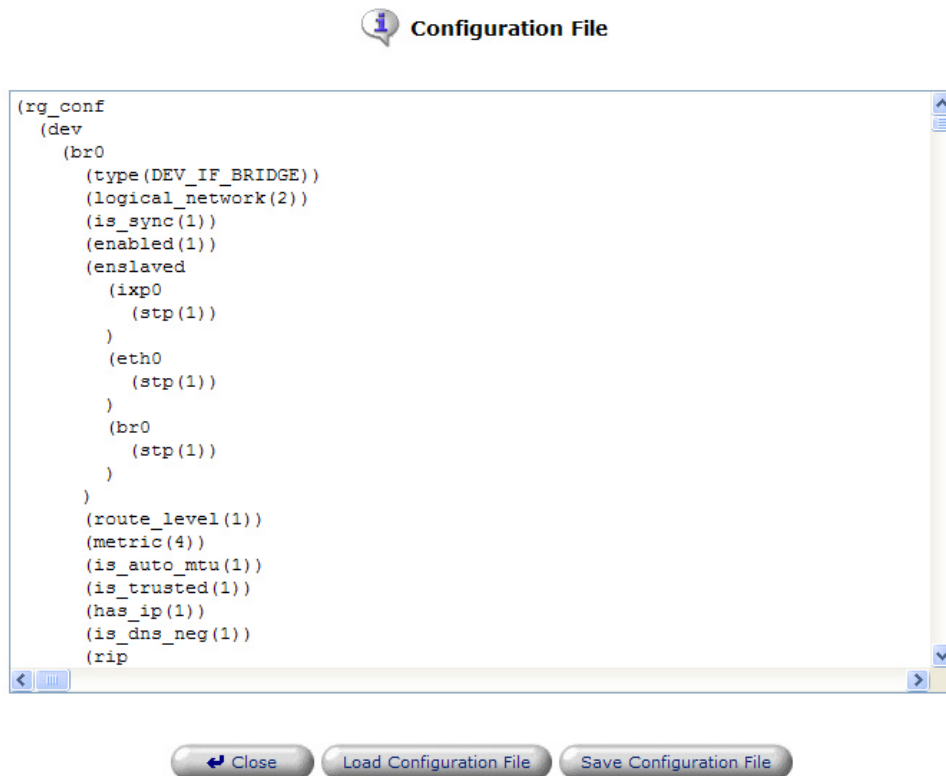 Configuration File
(rg_conf
  (dev
    (br0
      (type(DEV_IF_BRIDGE))
      (logical_network(2))
      (is_sync(1))
      (enabled(1))
      (enslaved
        (ixp0
          (stp(1))
        )
        (eth0
          (stp(1))
        )
        (br0
          (stp(1))
        )
      )
      (route_level(1))
      (metric(4))
      (is_auto_mtu(1))
      (is_trusted(1))
      (has_ip(1))
      (is_dns_neg(1))
      (rip
Close
Load Configuration File
Save Configuration File